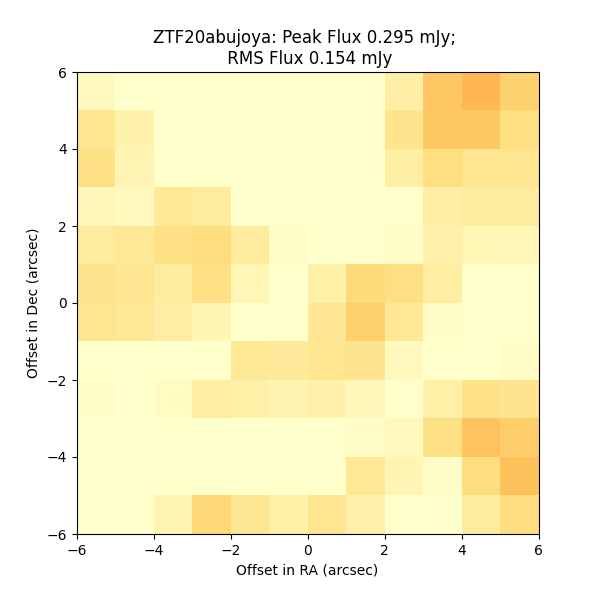 ZTF20abujoya: Peak Flux 0.295 mJy;
RMS Flux 0.154 mJy
6
4
2
0
−2
−4
−6
Offset in Dec (arcsec)
−6 −4 −2 0 2 4 6
Offset in RA (arcsec)